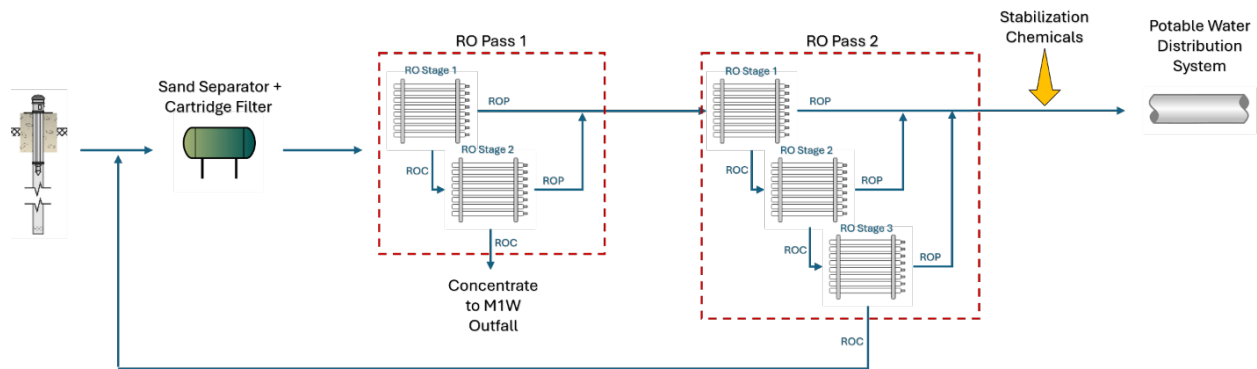 Stabilization
Chemicals
Potable Water
Distribution
System
RO Pass 1
RO Pass 2
Sand Separator +
Cartridge Filter
RO Stage 1
ROP
ROC
RO Stage 2
ROP
ROC
Concentrate
to M1W
Outfall
RO Stage 1
ROP
ROC
RO Stage 2
ROP
ROC
RO Stage 3
ROP
ROC